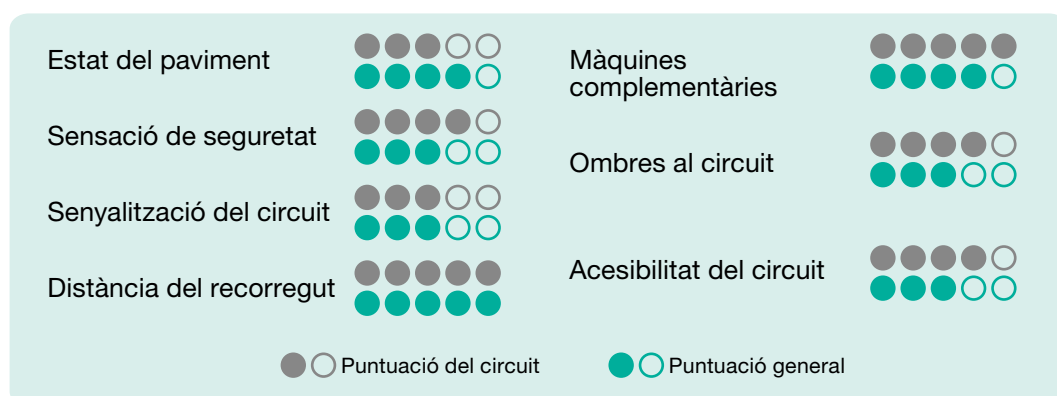 Estat del paviment
Sensació de seguretat
Senyalització del circuit
Distància del recorregut
Màquines
complementàries
Ombres al circuit
Acesibilitat del circuit
Puntuació del circuit
Puntuació general